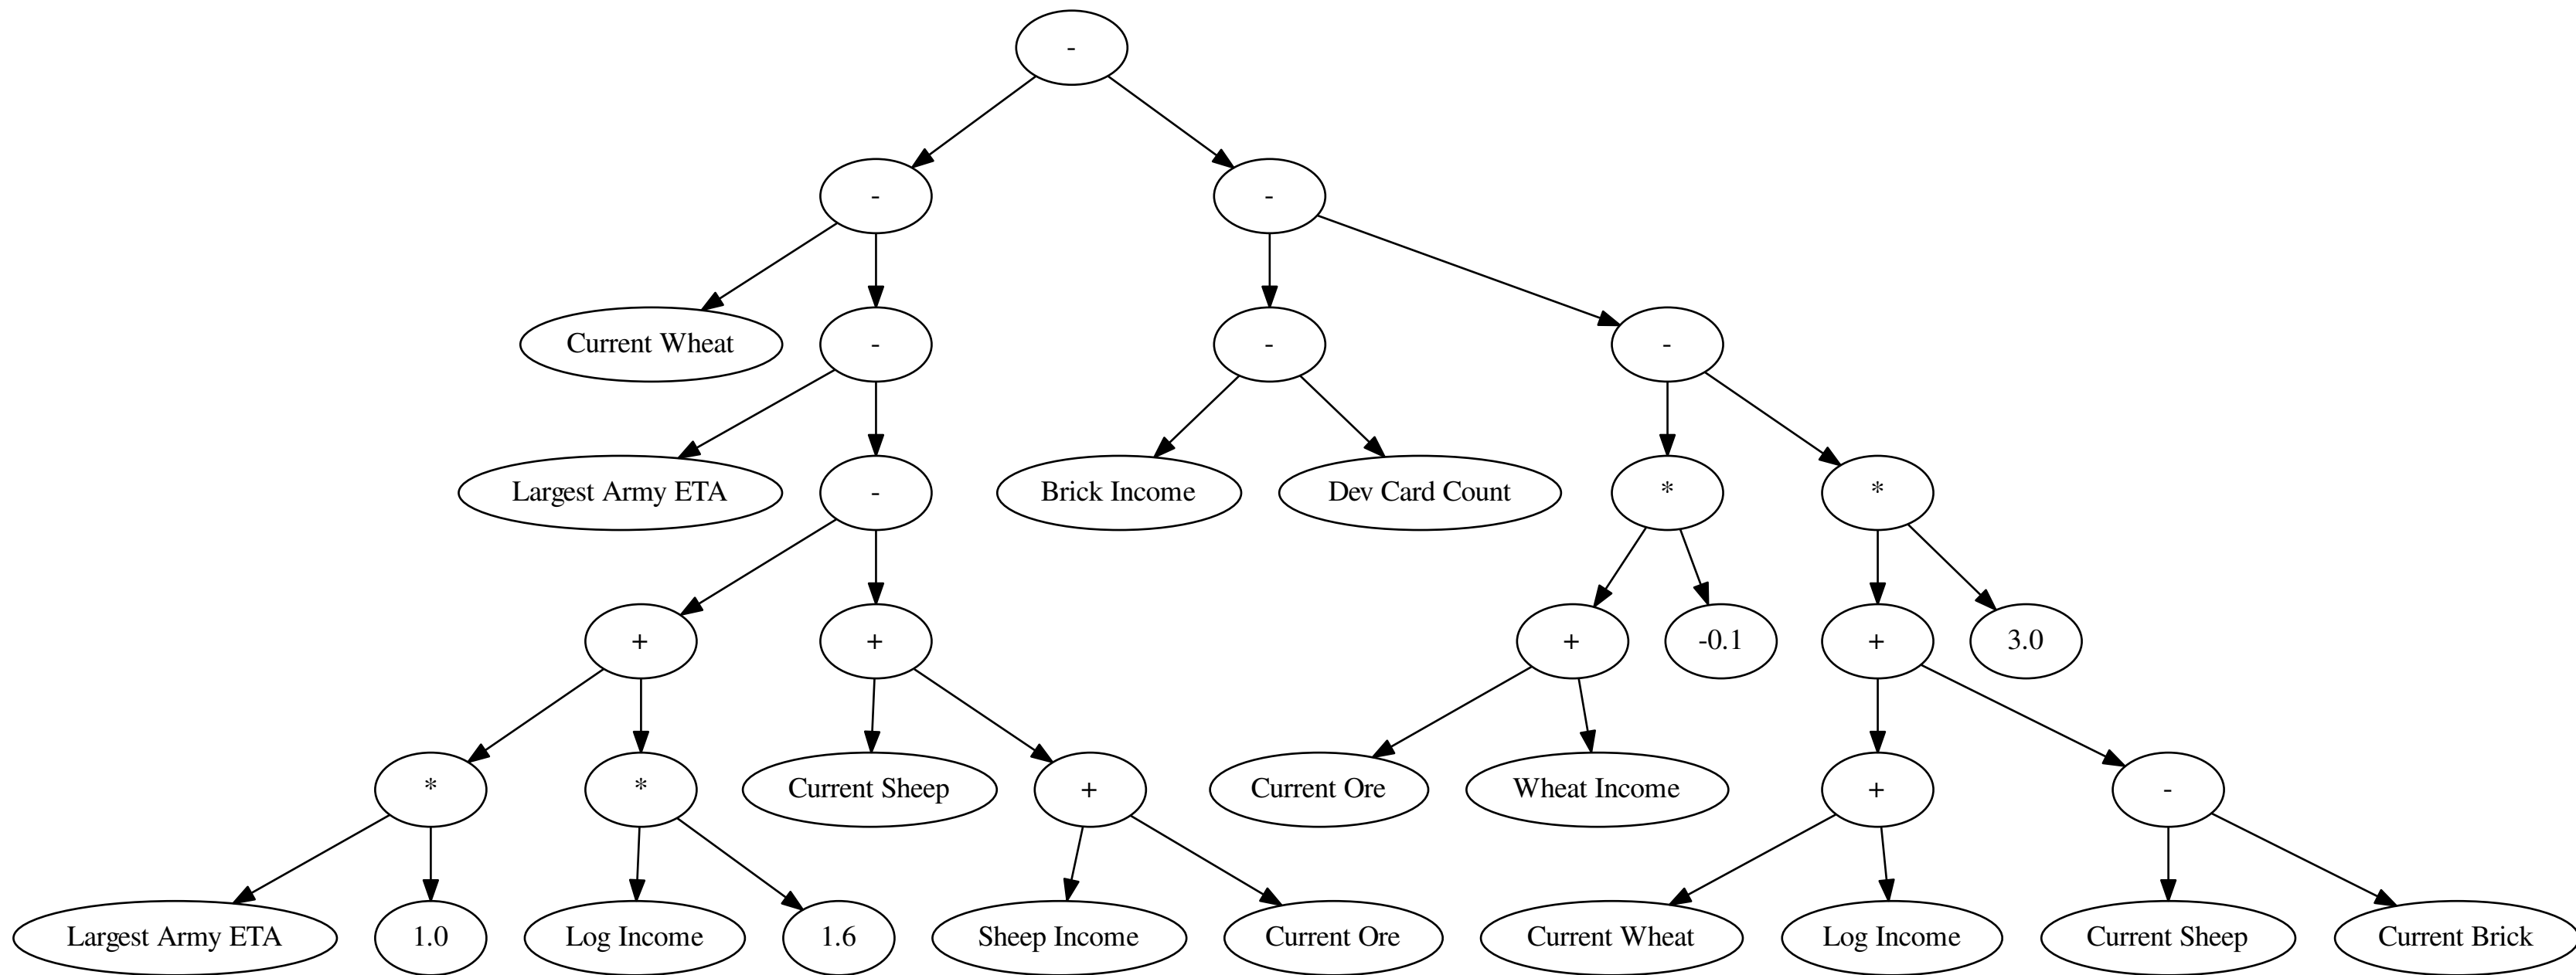 -
-
-
Current Wheat
-
-
-
Largest Army ETA
-
Brick Income
Dev Card Count
*
*
+
+
+
-0.1
+
3.0
*
*
Current Sheep
+
Current Ore
Wheat Income
+
-
Largest Army ETA
1.0
Log Income
1.6
Sheep Income
Current Ore
Current Wheat
Log Income
Current Sheep
Current Brick